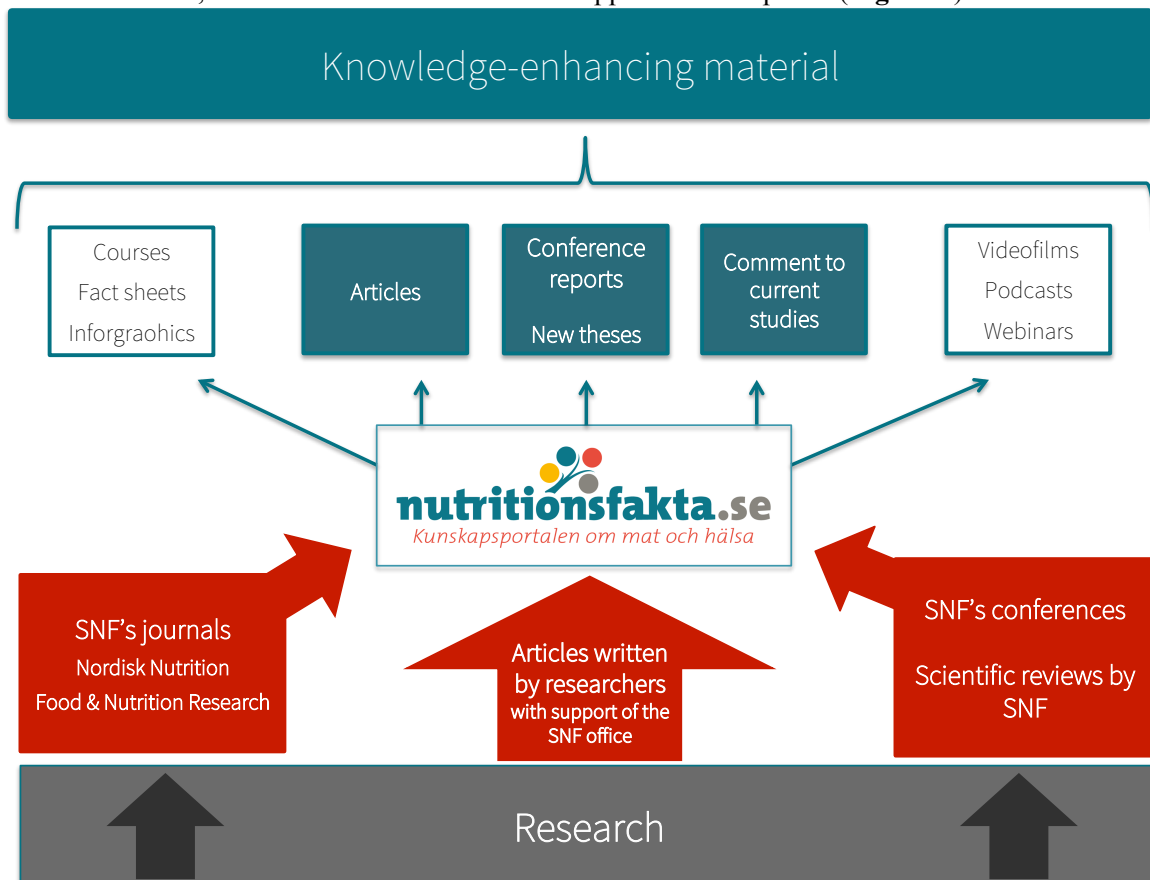 Knowledge-enhancing material
Courses
Fact sheets
Inforgraohics
Articles
Conference
reports
New theses
Comment to
current
studies
Videofilms
Podcasts
Webinars
nutritionsfakta.se
Kunskapsportalen om mat och hälsa
SNF's journals
Nordisk Nutrition
Food & Nutrition Research
Articles written
by researchers
with support of the
SNF office
SNF's conferences
Scientific reviews by
SNF
Research